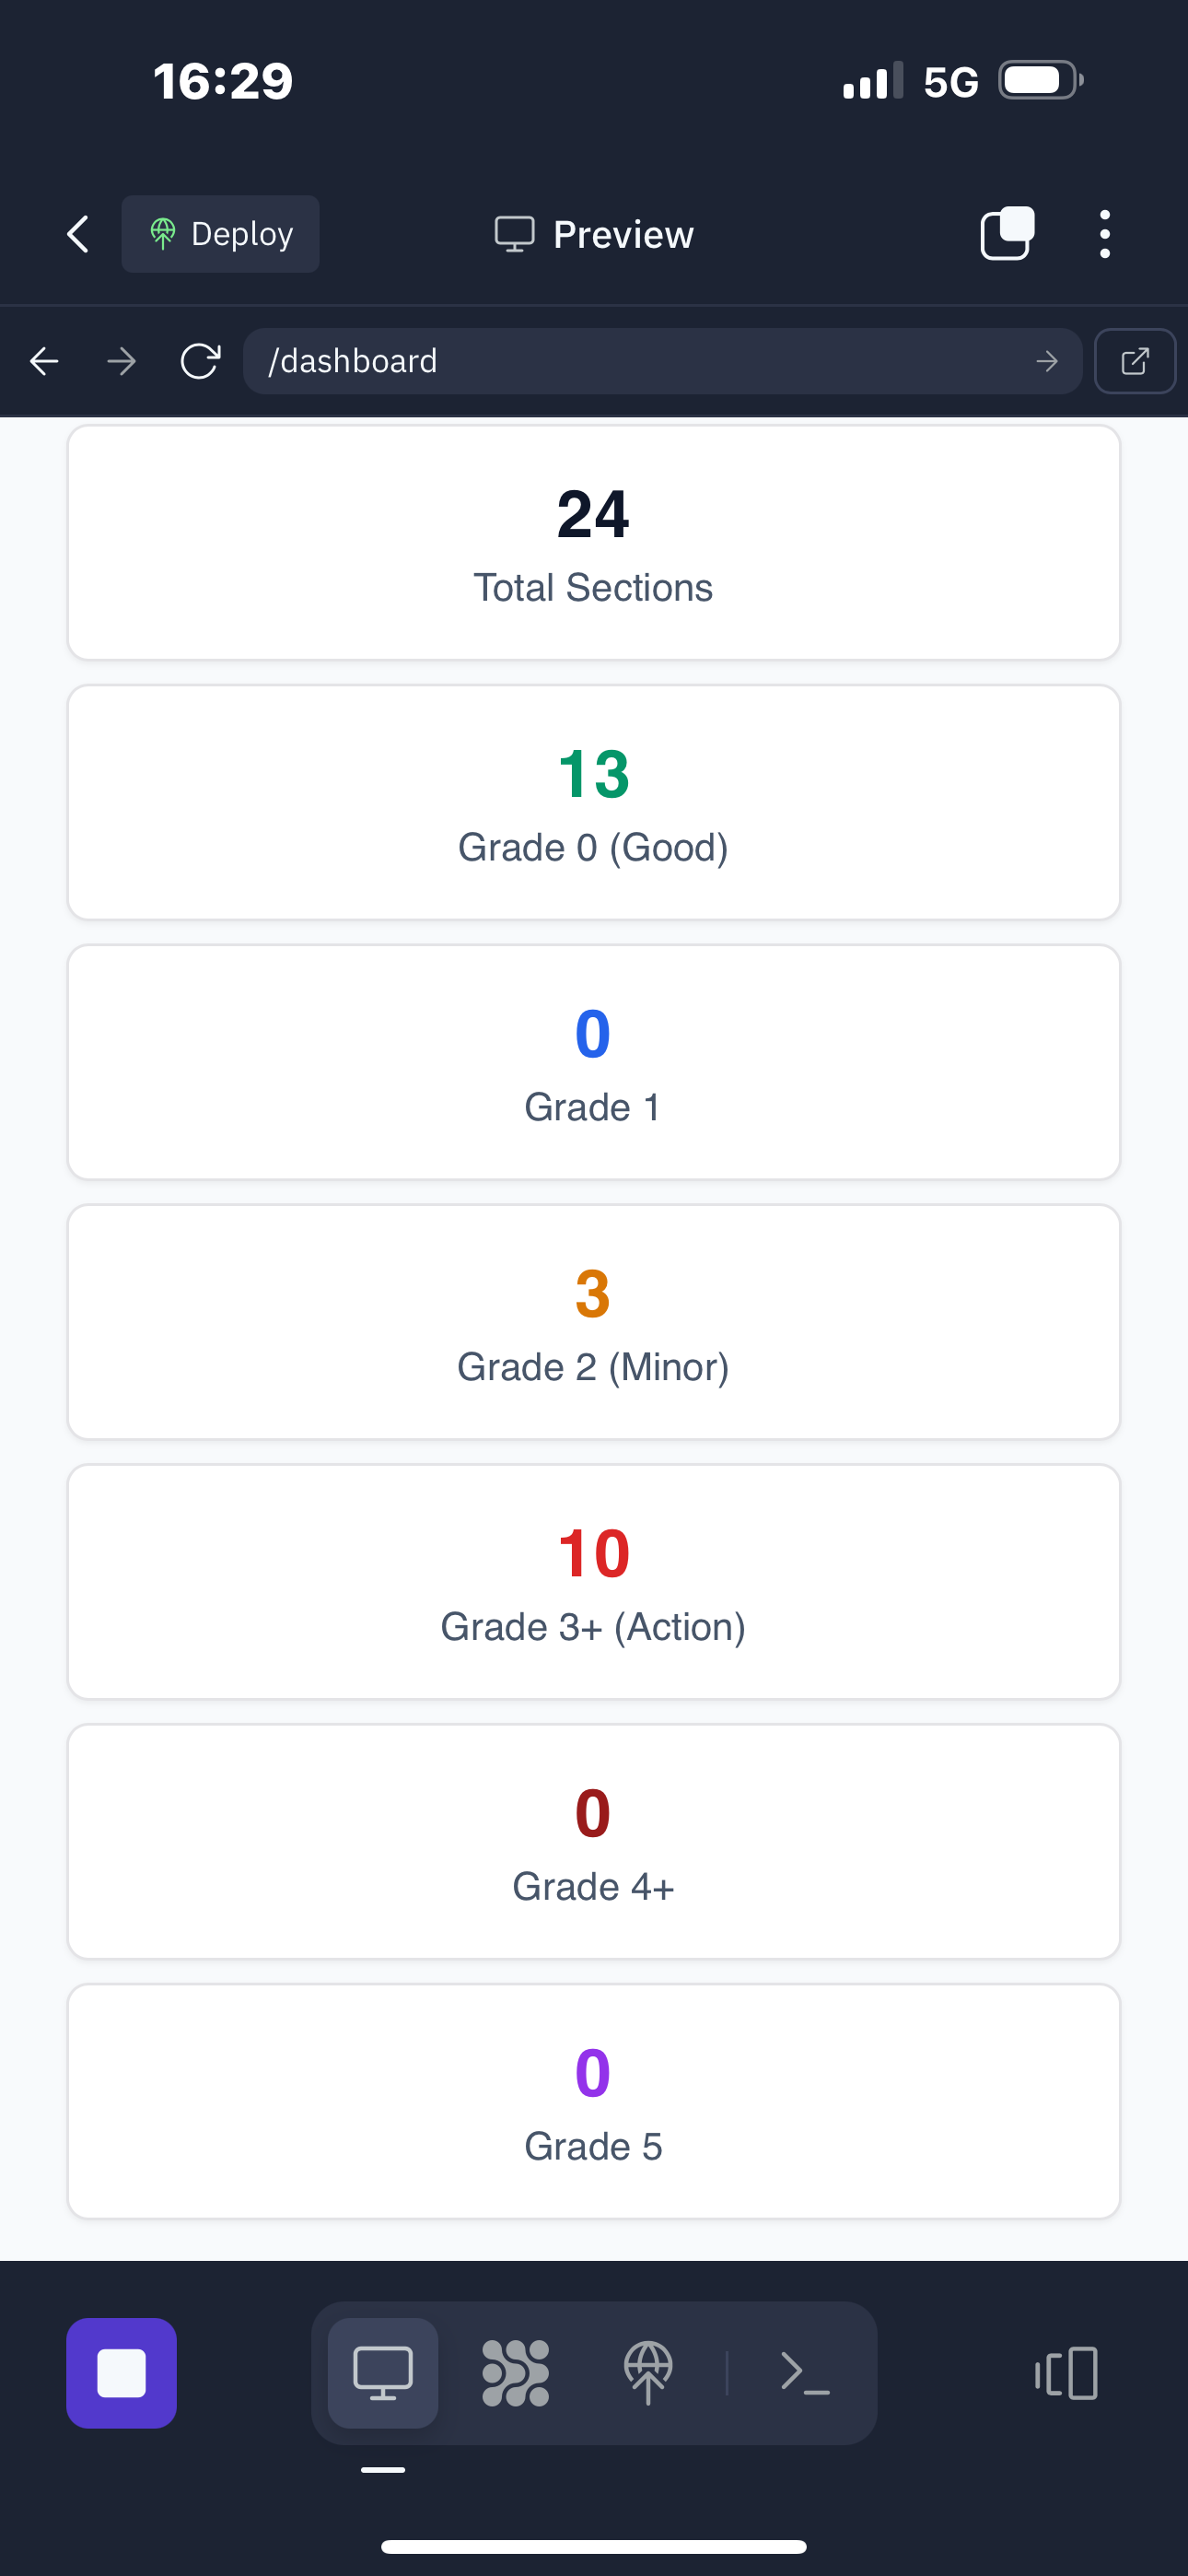 16:29
5G
Deploy
Preview
/dashboard
24
Total Sections
13
Grade 0 (Good)
0
Grade 1
3
Grade 2 (Minor)
10
Grade 3+ (Action)
0
Grade 4+
0
Grade 5